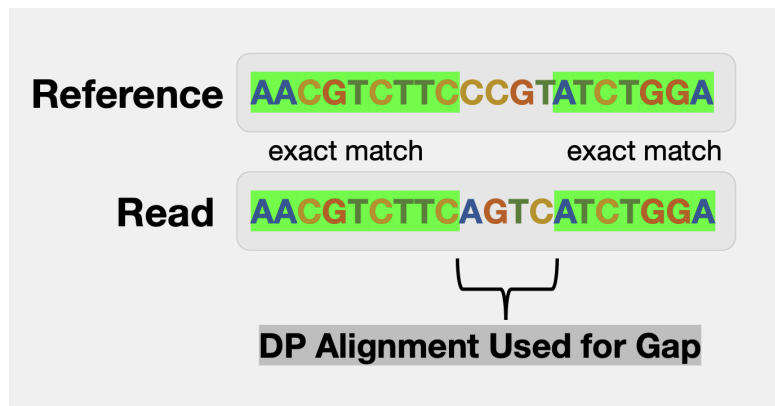 Reference AACGTCTTCCCGTATCTGGA
exact match exact match
Read AACGTCTTCAGTCATCTGGA
DP Alignment Used for Gap